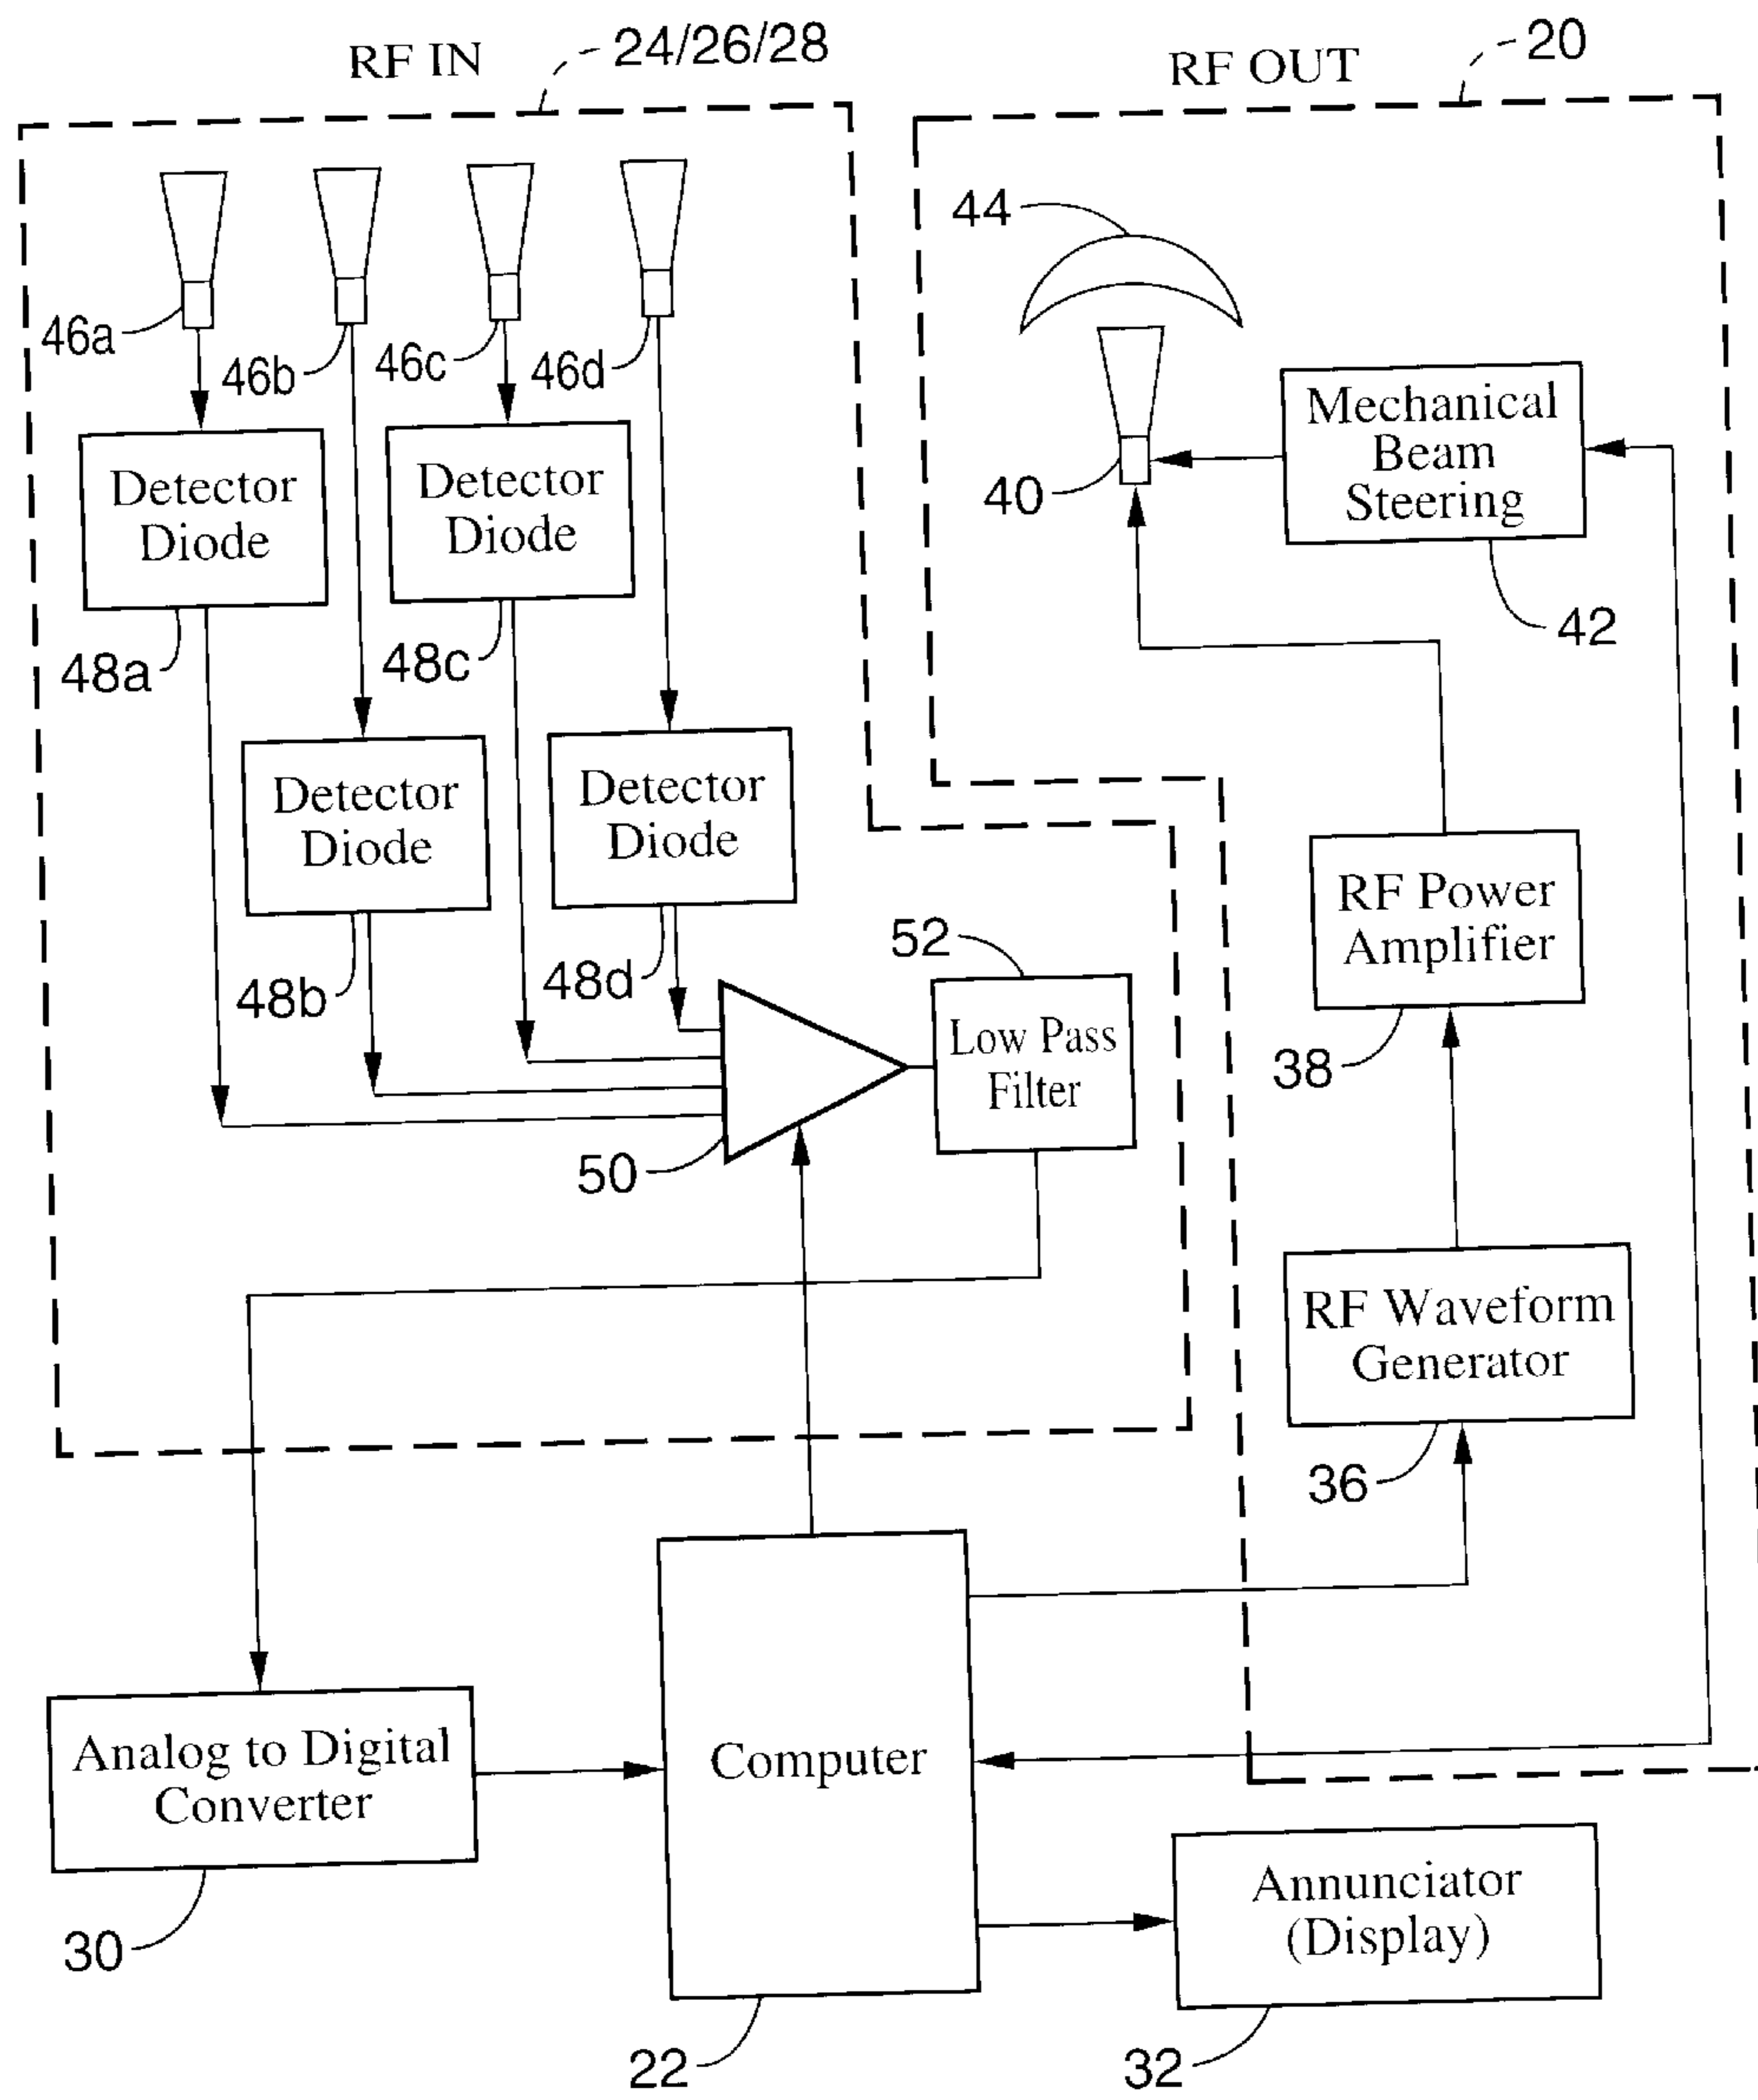 RF IN
24/26/28
RF OUT
20
44
46a
46b
46c
46d
Mechanical
Beam
Steering
40
42
Detector
Diode
Detector
Diode
48a
48c
Detector
Diode
Detector
Diode
48b
48d
RF Power
Amplifier
38
52
Low Pass
Filter
50
RF Waveform
Generator
36
Analog to Digital
Converter
30
Computer
22
Annunciator
(Display)
32